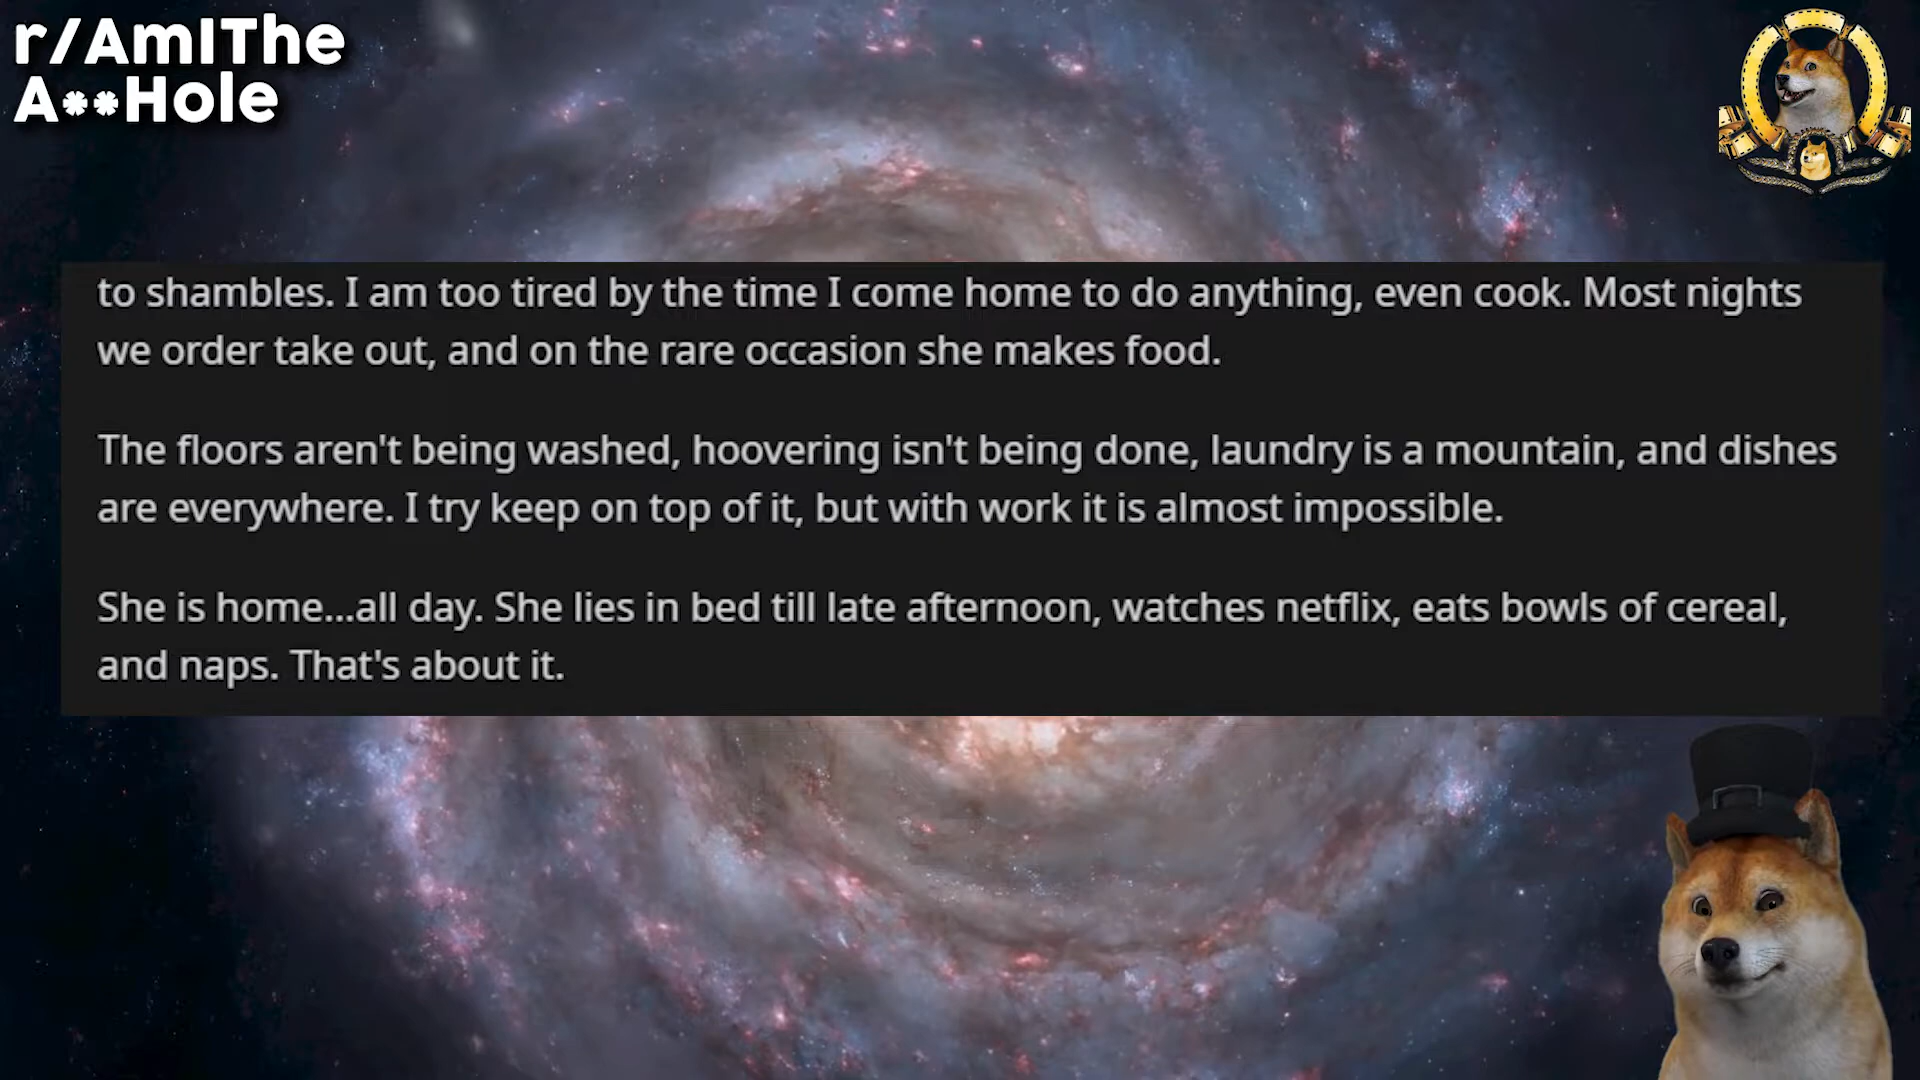 r/AmIThe
A**Hole
to shambles. I am too tired by the time I come home to do anything, even cook. Most nights
we order take out, and on the rare occasion she makes food.
The floors aren't being washed, hoovering isn't being done, laundry is a mountain, and dishes
are everywhere. I try keep on top of it, but with work it is almost impossible.
She is home...all day. She lies in bed till late afternoon, watches netflix, eats bowls of cereal,
and naps. That's about it.